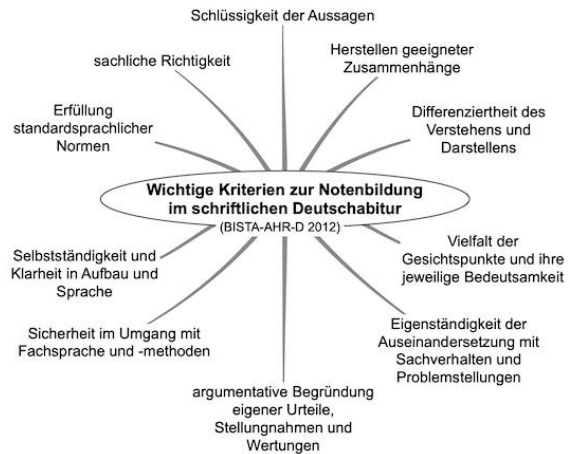 Schlüssigkeit der Aussagen
sachliche Richtigkeit
Herstellen geeigneter
Zusammenhänge
Erfüllung
standardsprachlicher
Normen
Differenziertheit des
Verstehens und
Darstellens
Wichtige Kriterien zur Notenbildung
im schriftlichen Deutschabitur
(BISTA-AHR-D 2012)
Selbstständigkeit und
Klarheit in Aufbau und
Sprache
Vielfalt der
Gesichtspunkte und ihre
jeweilige Bedeutsamkeit
Sicherheit im Umgang mit
Fachsprache und -methoden
Eigenständigkeit der
Auseinandersetzung mit
Sachverhalten und
Problemstellungen
argumentative Begründung
eigener Urteile,
Stellungnahmen und
Wertungen